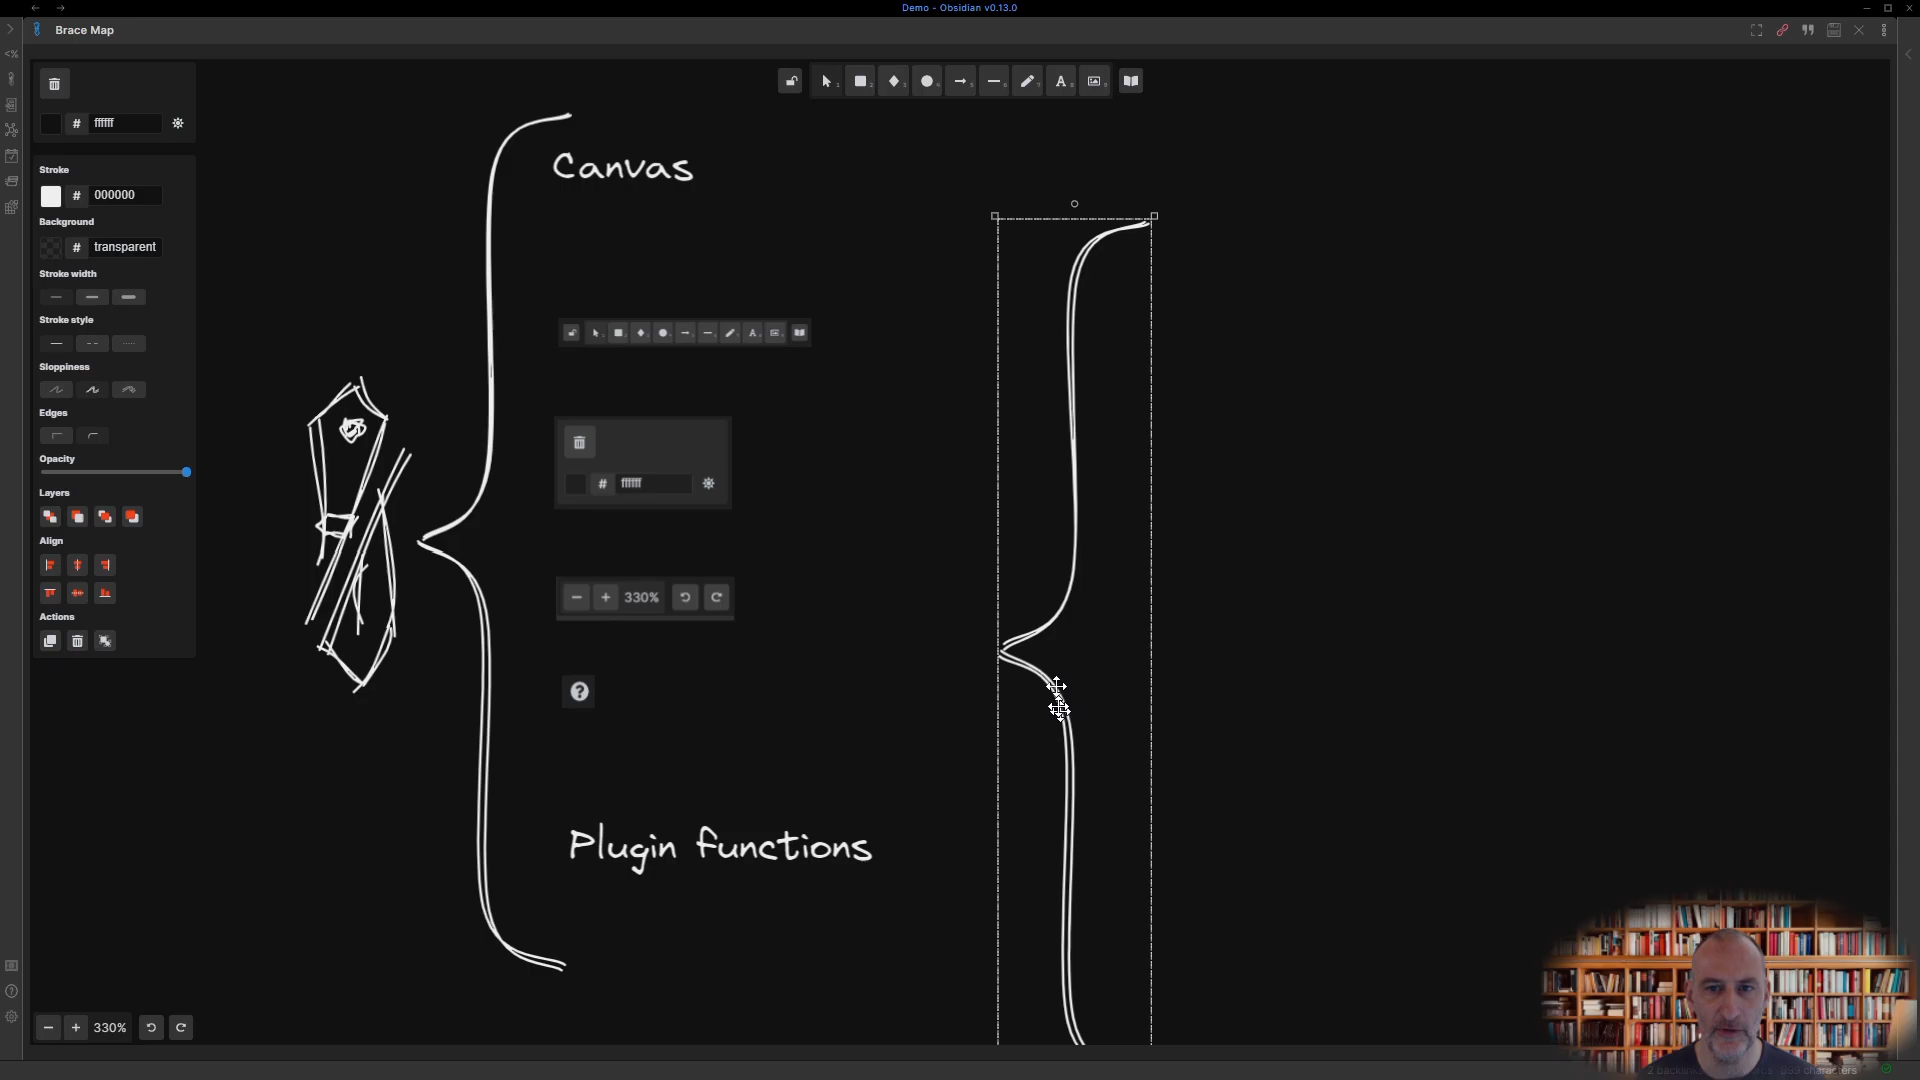 Demo - Obsidian v0.13.0
Brace Map
# ffffff
Stroke
# 000000
Background
# transparent
Stroke width
Stroke style
Sloppiness
Edges
Opacity
Layers
Align
Actions
Canvas
# ffffff
330%
Plugin functions
330%
characters